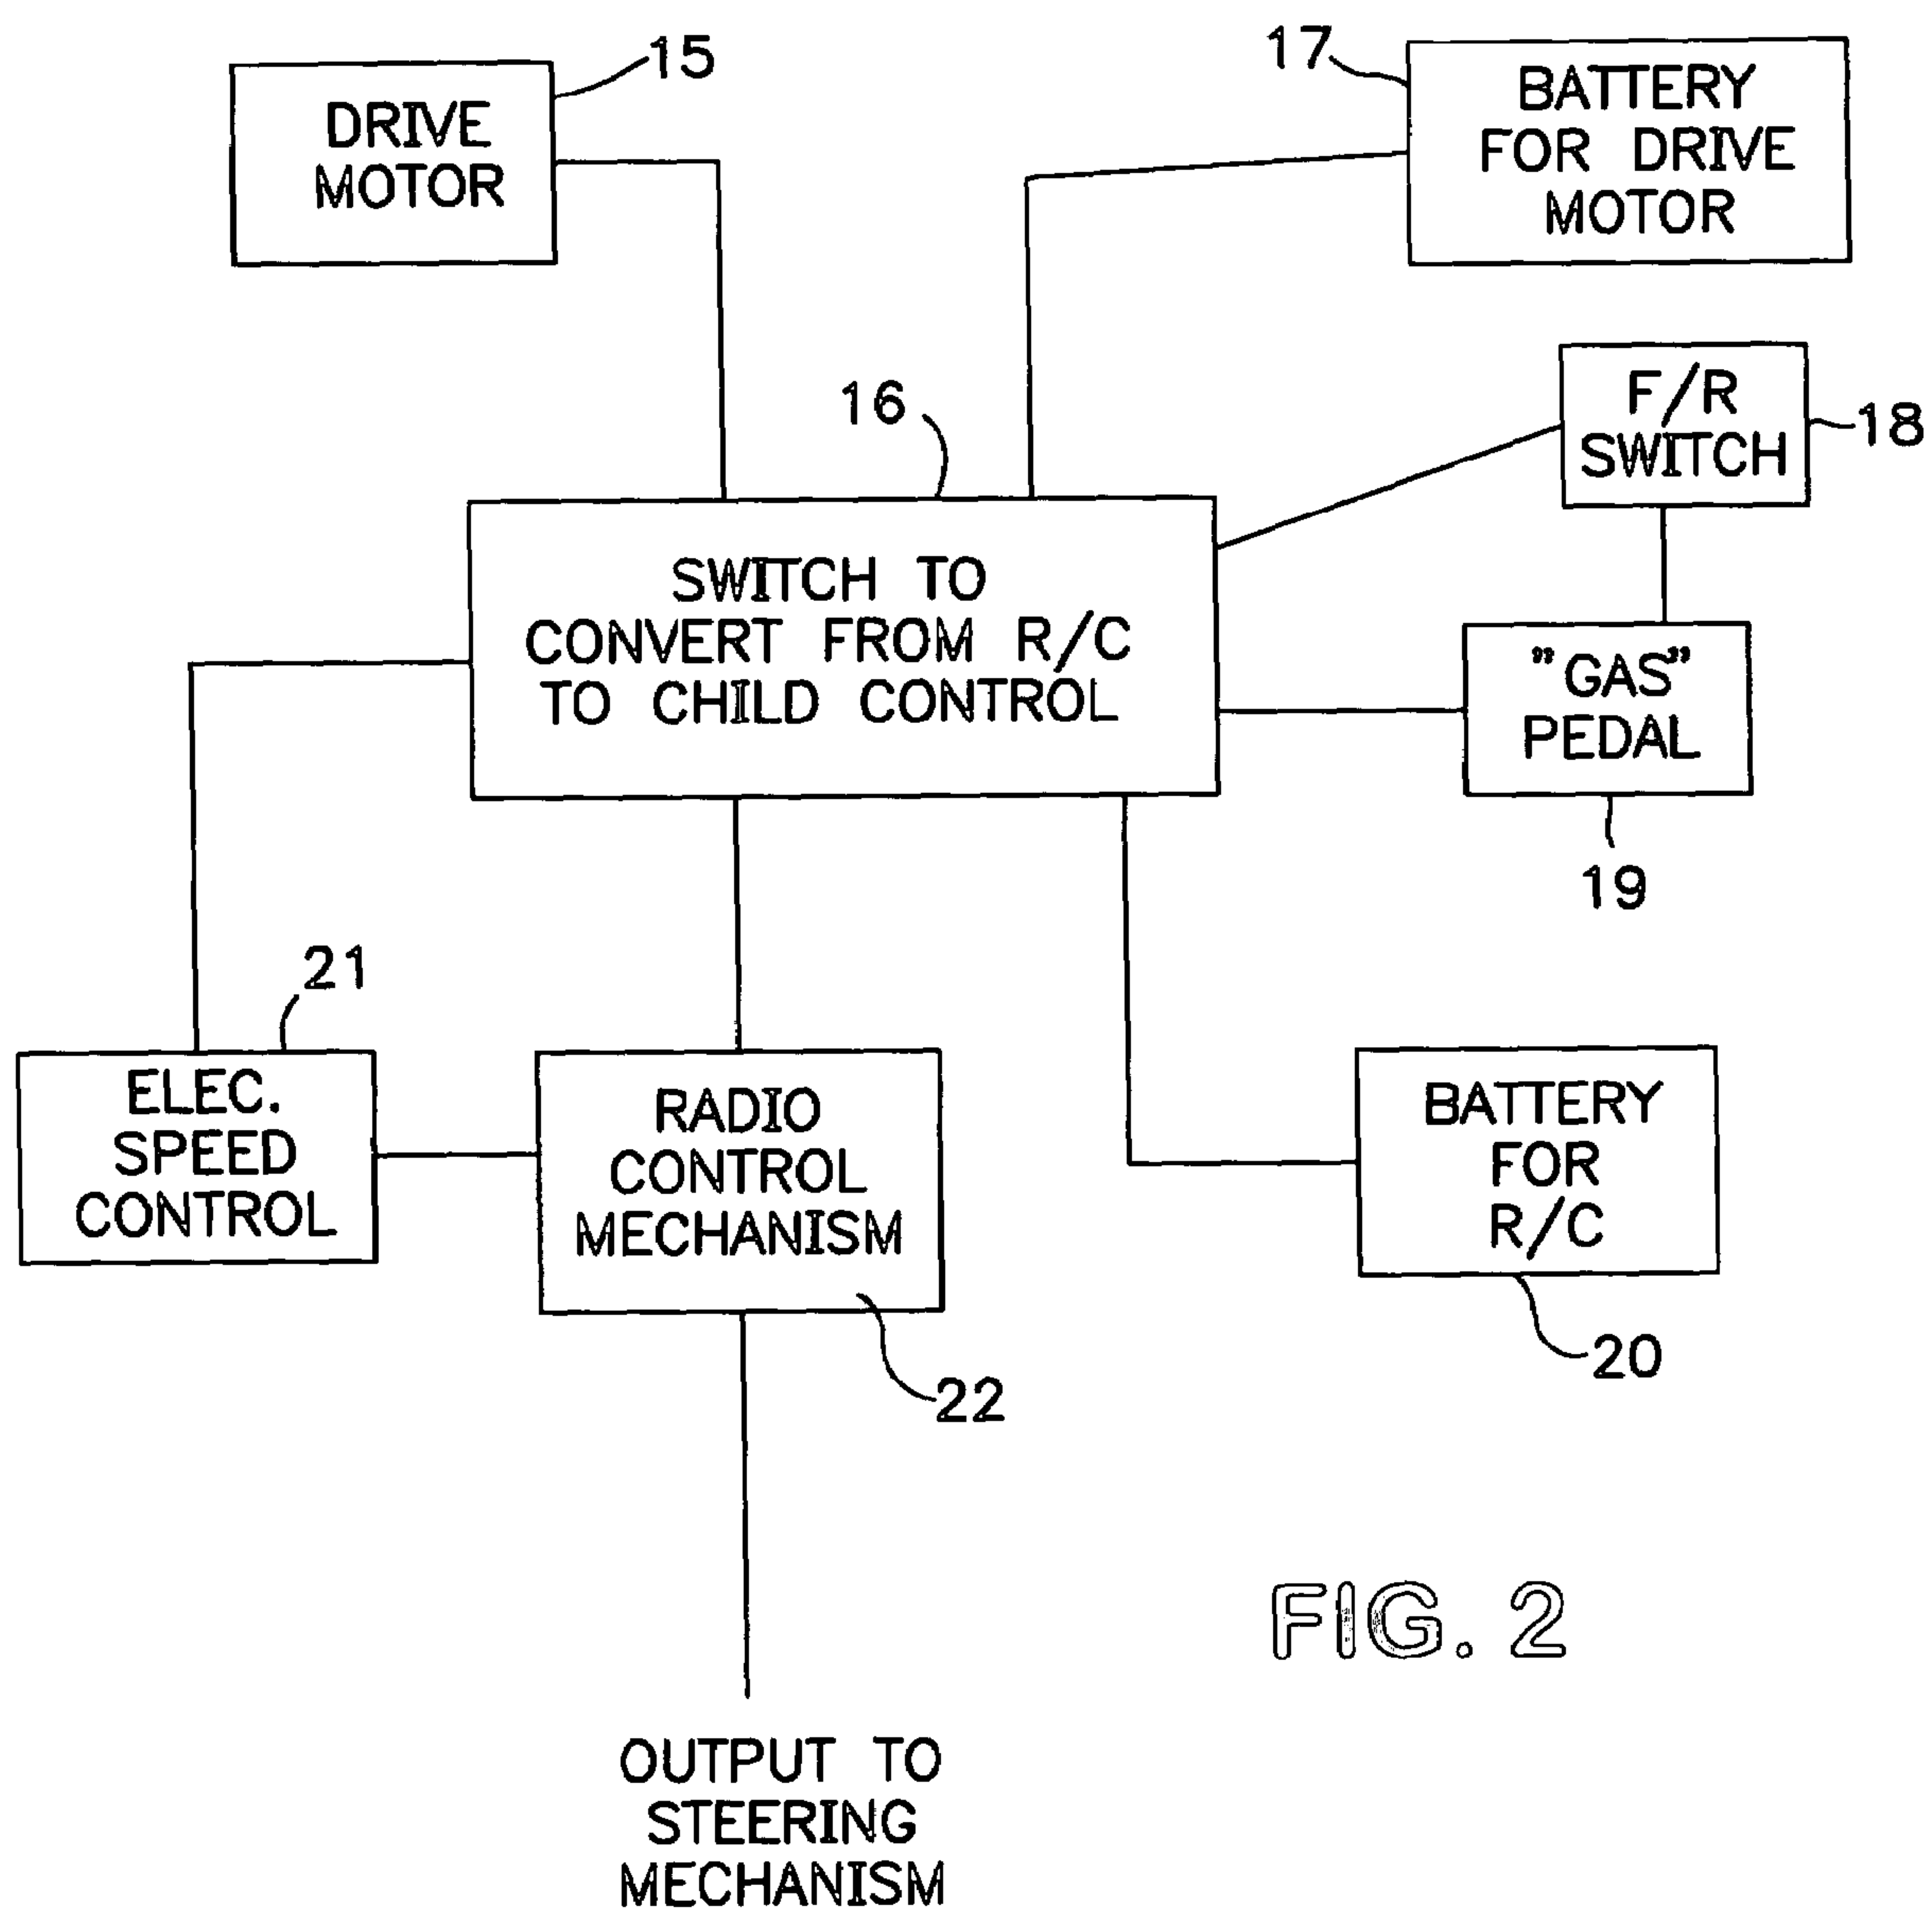 15
DRIVE
MOTOR
17
BATTERY
FOR DRIVE
MOTOR
16
F/R
SWITCH
18
SWITCH TO
CONVERT FROM R/C
TO CHILD CONTROL
"GAS"
PEDAL
19
21
ELEC.
SPEED
CONTROL
RADIO
CONTROL
MECHANISM
22
BATTERY
FOR
R/C
20
FIG. 2
OUTPUT TO
STEERING
MECHANISM